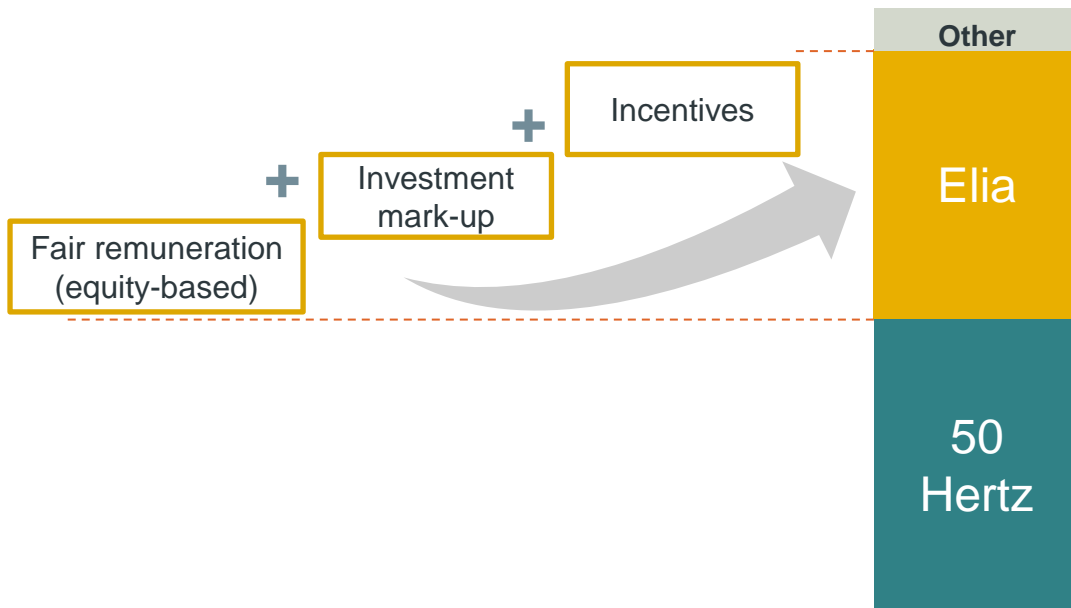 Other
Incentives
+
Investment
mark-up
+
Fair remuneration
(equity-based)
Elia
50
Hertz